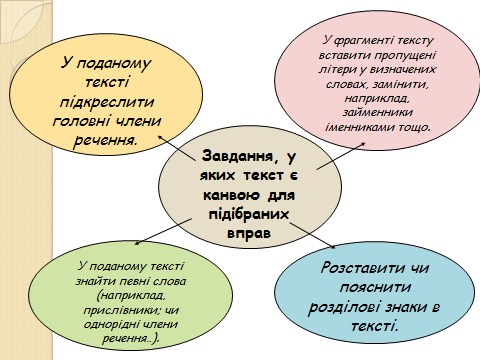 У поданому
тексті
підкреслити
головні члени
речення.
У фрагменті тексту
вставити пропущені
літери у визначених
словах, замінити,
наприклад,
займенники
іменниками тощо.
Завдання, у
яких текст є
канвою для
підібраних
вправ
У поданому тексті
знайти певні слова
(наприклад,
прислівники; чи
однорідні члени
речення..).
Розставити чи
пояснити
розділові знаки в
тексті.